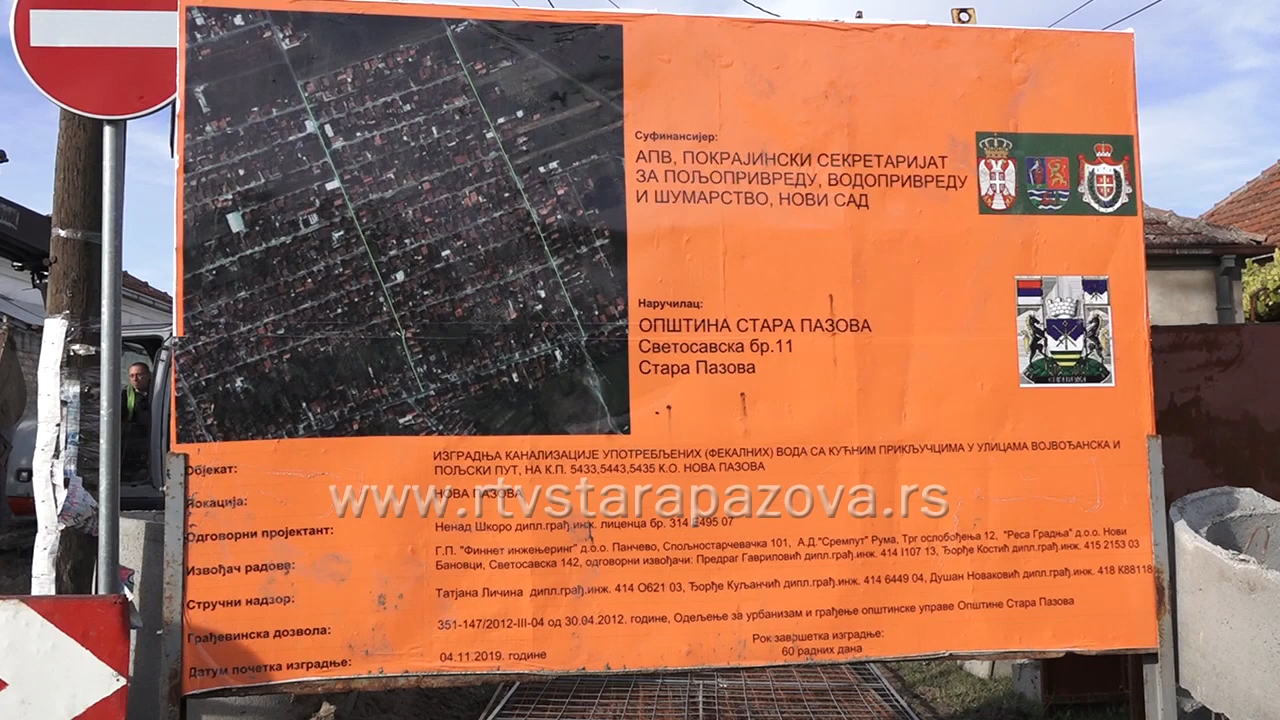 Суфинансијер:
АПВ, ПОКРАЈИНСКИ СЕКРЕТАРИЈАТ
ЗА ПОЉОПРИВРЕДУ, ВОДОПРИВРЕДУ
И ШУМАРСТВО, НОВИ САД
Наручилац:
ОПШТИНА СТАРА ПАЗОВА
Светосавска бр.11
Стара Пазова
Објекат:
ИЗГРАДЊА КАНАЛИЗАЦИЈЕ УПОТРЕБЉЕНИХ (ФЕКАЛНИХ) ВОДА СА КУЋНИМ ПРИКЉУЧЦИМА У УЛИЦАМА ВОЈВОЂАНСКА И
ПОЉСКИ ПУТ, НА К.П. 5433,5443,5435 К.О. НОВА ПАЗОВА
Локација:
НОВА ПАЗОВА
www.rtvstarapazova.rs
Одговорни пројектант:
Ненад Шкоро дипл.грађ.инж. лиценца бр. 314 E495 07
Извођач радова:
Г.П. "Финнет инжењеринг" д.о.о. Панчево, Спољностарчевачка 101, А.Д."Сремпут" Рума, Трг ослобођења 12, "Реса Градња" д.о.о. Нови
Бановци, Светосавска 142, одговорни извођачи: Предраг Гавриловић дипл.грађ.инж. 414 I107 13, Ђорђе Костић дипл.грађ.инж. 415 2153 03
Стручни надзор:
Татјана Личина дипл.грађ.инж. 414 О621 03, Ђорђе Куљанчић дипл.грађ.инж. 414 6449 04, Душан Новаковић дипл.грађ.инж. 418 К88118
Грађевинска дозвола:
351-147/2012-III-04 од 30.04.2012. године, Одељење за урбанизам и грађење општинске управе Општине Стара Пазова
Датум почетка изградње:
04.11.2019. године
Рок завршетка изградње:
60 радних дана